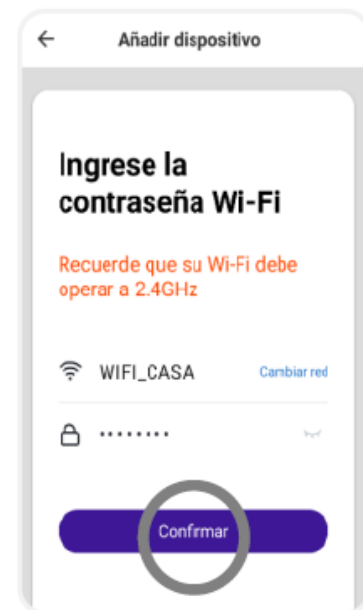 Añadir dispositivo
Ingrese la
contraseña Wi-Fi
Recuerde que su Wi-Fi debe
operar a 2.4GHz
WIFI_CASA Cambiar red
········
Confirmar